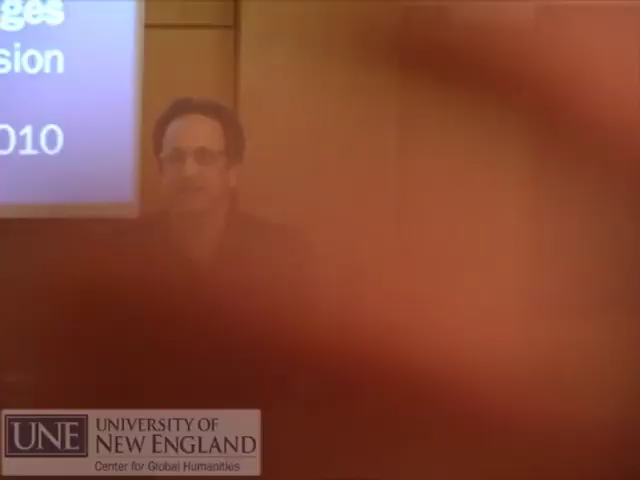 ges
sion
010
UNE
UNIVERSITY OF
NEW ENGLAND
Center for Global Humanities